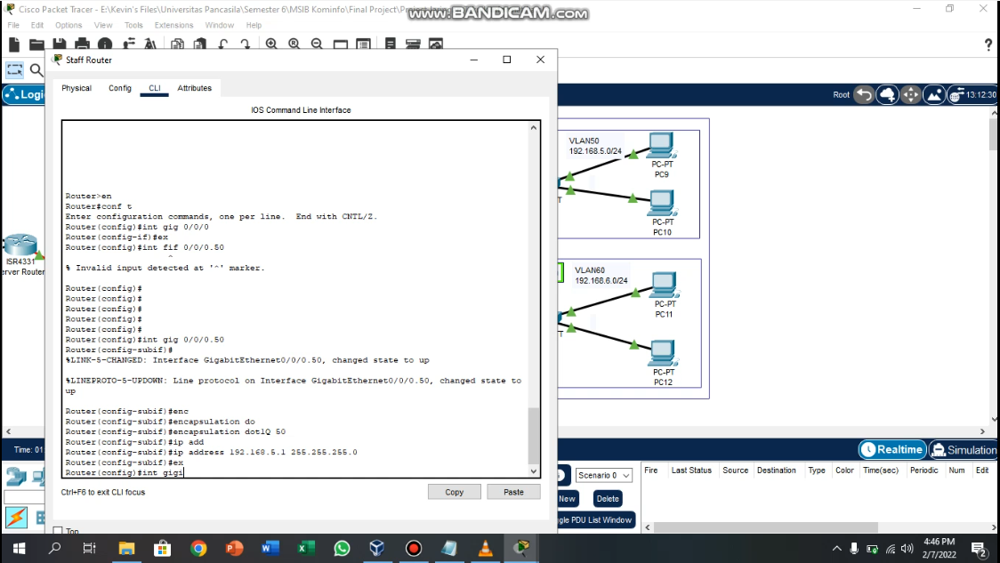 Cisco Packet Tracer - E:\Kevin's Files\Universitas Pancasila\Semester 6\MSIB Kominfo\Final Project\
www.BANDICAM.com
File Edit Options View Tools Extensions Window Help
Staff Router
Physical Config CLI Attributes
IOS Command Line Interface
Logi
Root
13:12:30
Router>en
Router#conf t
Enter configuration commands, one per line. End with CNTL/Z.
Router(config)#int gig 0/0/0
Router(config-if)#ex
Router(config)#int fif 0/0/0.50
^
% Invalid input detected at '^' marker.
Router(config)#
Router(config)#
Router(config)#
Router(config)#
Router(config)#
Router(config)#int gig 0/0/0.50
Router(config-subif)#
%LINK-5-CHANGED: Interface GigabitEthernet0/0/0.50, changed state to up
%LINEPROTO-5-UPDOWN: Line protocol on Interface GigabitEthernet0/0/0.50, changed state to
up
Router(config-subif)#enc
Router(config-subif)#encapsulation do
Router(config-subif)#encapsulation dot1Q 50
Router(config-subif)#ip add
Router(config-subif)#ip address 192.168.5.1 255.255.255.0
Router(config-subif)#ex
Router(config)#int gigi
Ctrl+F6 to exit CLI focus
Copy
Paste
Top
ISR4331
erver Router
VLAN50
192.168.5.0/24
PC-PT
PC9
PC-PT
PC10
T
VLAN60
192.168.6.0/24
PC-PT
PC11
PC-PT
PC12
T
Time: 01:
Realtime
Simulation
Scenario 0
New
Delete
gle PDU List Window
Fire Last Status Source Destination Type Color Time(sec) Periodic Num Edit
4:46 PM
2/7/2022
2